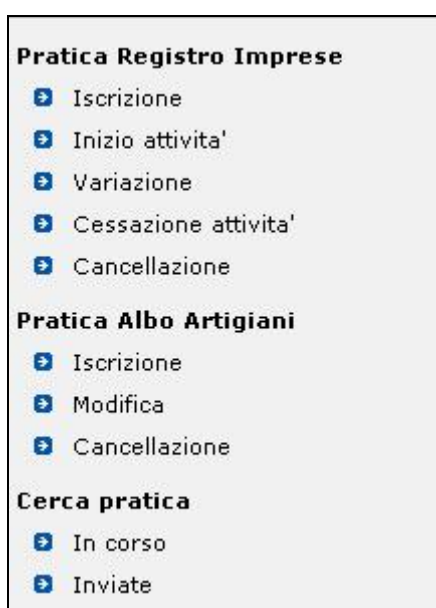 Pratica Registro Imprese
Iscrizione
Inizio attivita'
Variazione
Cessazione attivita'
Cancellazione
Pratica Albo Artigiani
Iscrizione
Modifica
Cancellazione
Cerca pratica
In corso
Inviate